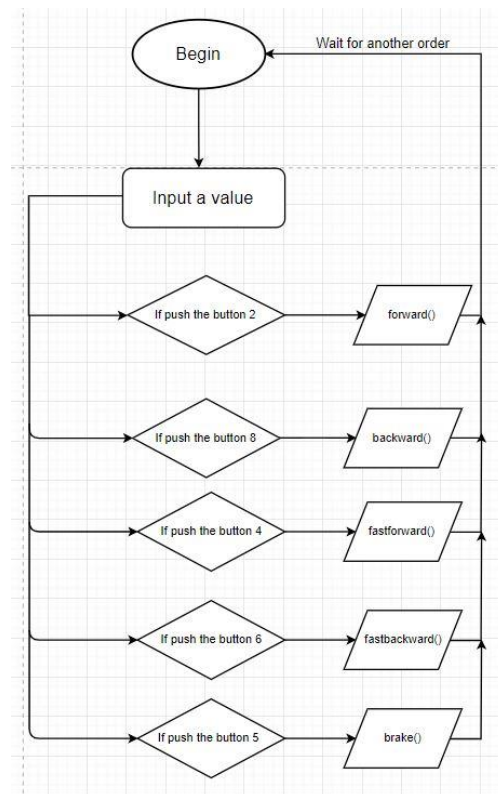 Wait for another order
Begin
Input a value
If push the button 2
forward()
If push the button 8
backward()
If push the button 4
fastforward()
If push the button 6
fastbackward()
If push the button 5
brake()